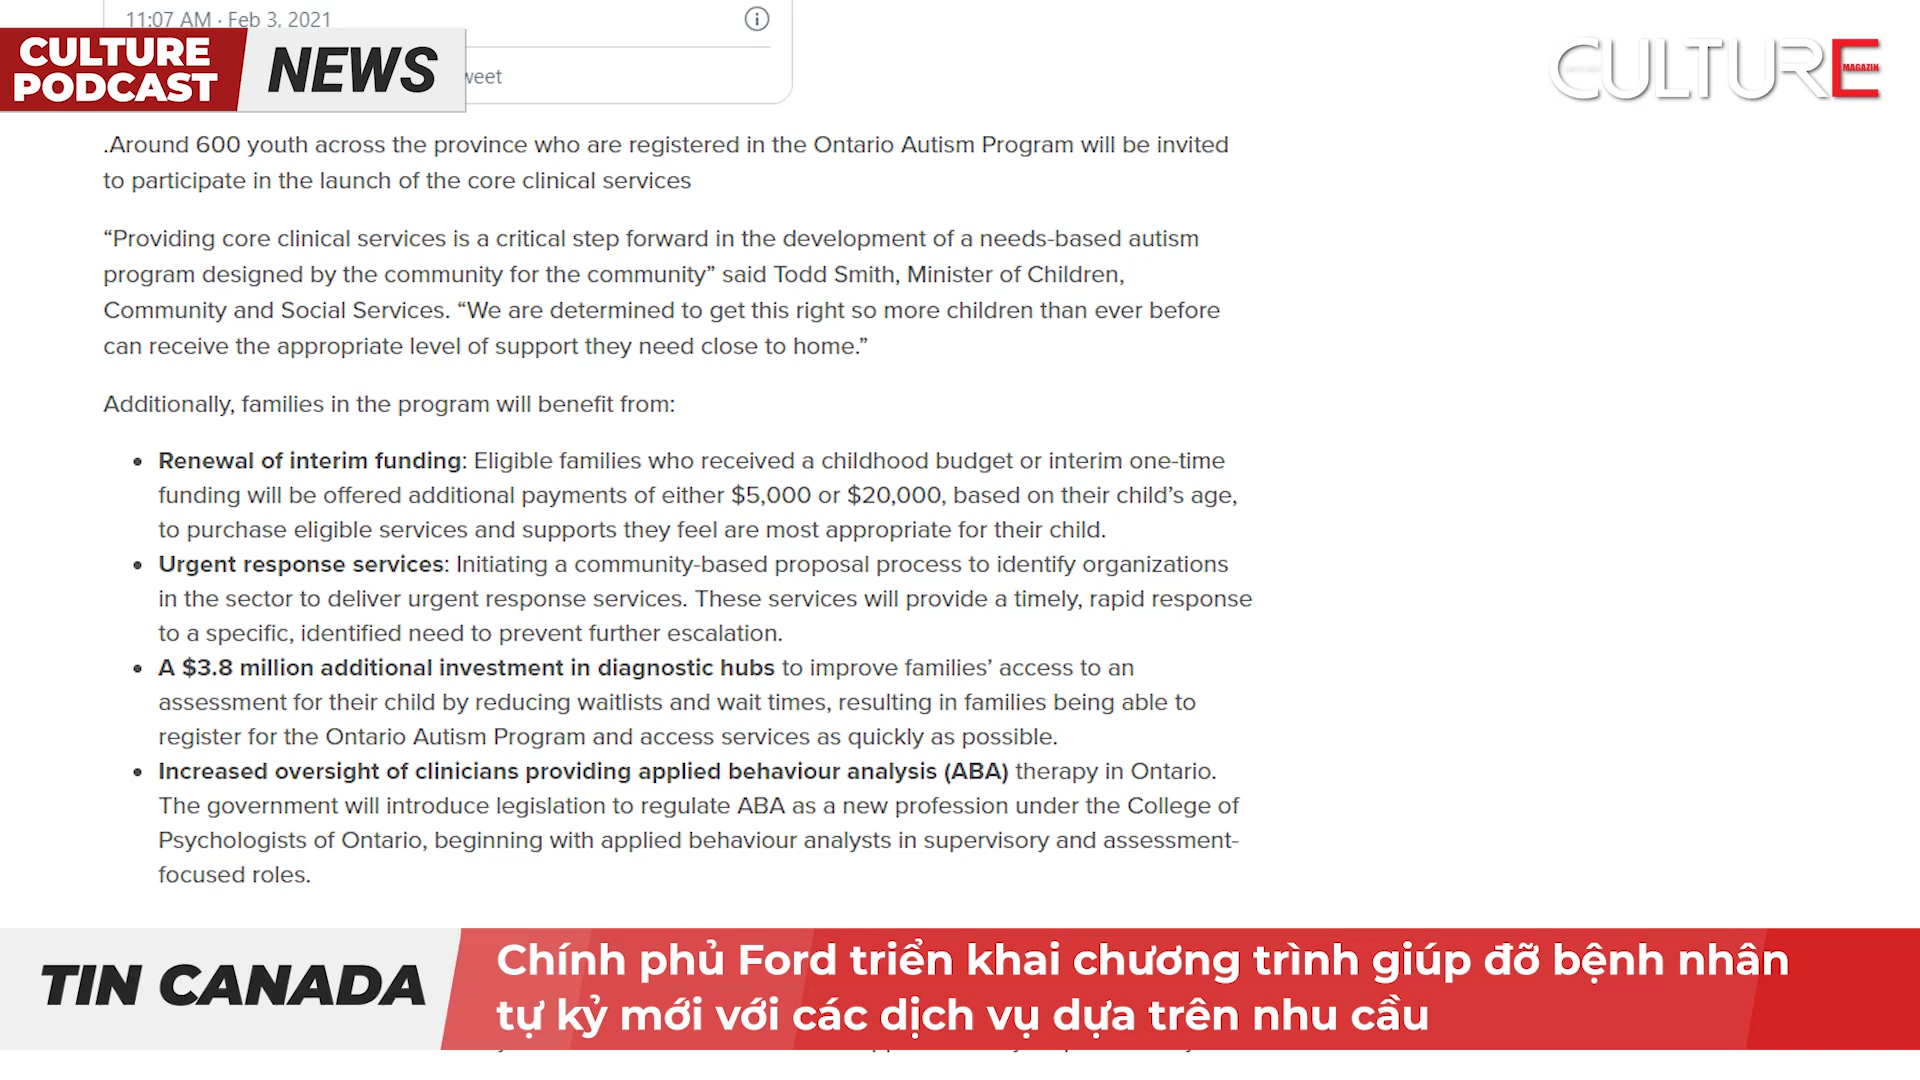 11:07 AM · Feb 3, 2021
CULTURE
PODCAST
NEWS
weet
CULTURE
MAGAZIN
.Around 600 youth across the province who are registered in the Ontario Autism Program will be invited
to participate in the launch of the core clinical services
“Providing core clinical services is a critical step forward in the development of a needs-based autism
program designed by the community for the community” said Todd Smith, Minister of Children,
Community and Social Services. “We are determined to get this right so more children than ever before
can receive the appropriate level of support they need close to home.”
Additionally, families in the program will benefit from:
• Renewal of interim funding: Eligible families who received a childhood budget or interim one-time
funding will be offered additional payments of either $5,000 or $20,000, based on their child’s age,
to purchase eligible services and supports they feel are most appropriate for their child.
• Urgent response services: Initiating a community-based proposal process to identify organizations
in the sector to deliver urgent response services. These services will provide a timely, rapid response
to a specific, identified need to prevent further escalation.
• A $3.8 million additional investment in diagnostic hubs to improve families’ access to an
assessment for their child by reducing waitlists and wait times, resulting in families being able to
register for the Ontario Autism Program and access services as quickly as possible.
• Increased oversight of clinicians providing applied behaviour analysis (ABA) therapy in Ontario.
The government will introduce legislation to regulate ABA as a new profession under the College of
Psychologists of Ontario, beginning with applied behaviour analysts in supervisory and assessment-
focused roles.
TIN CANADA
Chính phủ Ford triển khai chương trình giúp đỡ bệnh nhân
tự kỷ mới với các dịch vụ dựa trên nhu cầu